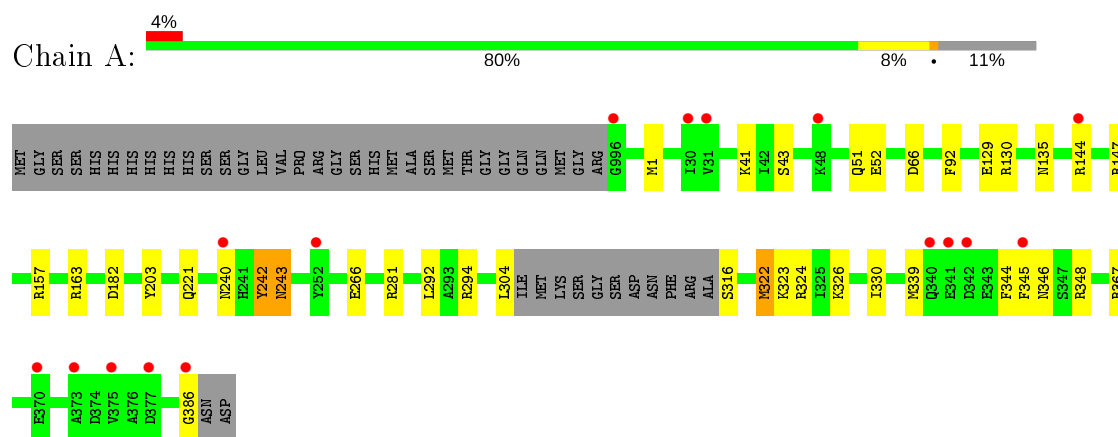 4%
Chain A:
80% 8% • 11%
MET GLY SER SER HIS HIS HIS HIS HIS HIS SER SER GLY LEU VAL PRO ARG GLY SER HIS MET ALA SER MET THR GLY GLY GLN GLN MET GLY ARG G996 M1 I30 V31 K41 I42 S43 K48 Q51 E52 D66 F92 E129 R130 N135 R144
R157 R163 D182 Y203 Q221 N240 H241 Y242 N243 Y252 E266 R281 L292 A293 R294 L304 ILE MET LYS SER GLY SER ASP ASN PHE ARG ALA S316 M322 K323 R324 I325 K326 I330 M339 Q340 E341 D342 E343 F344 F345 N346 S347 R348
E370 A373 D374 V375 A376 D377 G386 ASN ASP